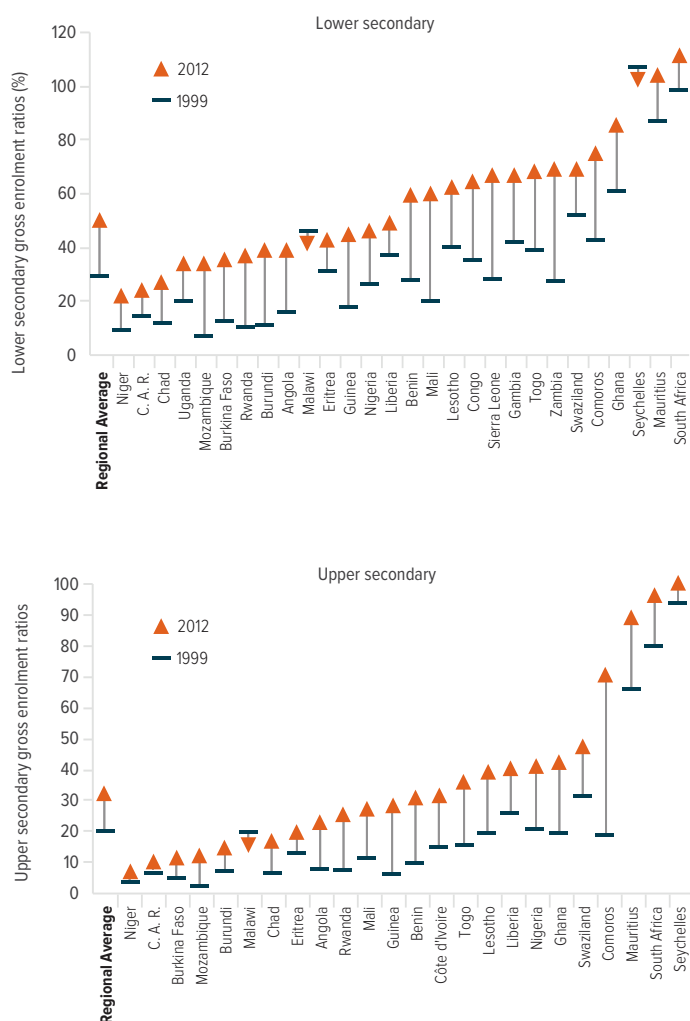 Lower secondary
Lower secondary gross enrolment ratios (%)
120
100
80
60
40
20
0
2012
1999
Regional Average
Niger
C. A. R.
Chad
Uganda
Mozambique
Burkina Faso
Rwanda
Burundi
Angola
Malawi
Eritrea
Guinea
Nigeria
Liberia
Benin
Mali
Lesotho
Congo
Sierra Leone
Gambia
Togo
Zambia
Swaziland
Comoros
Ghana
Seychelles
Mauritius
South Africa
Upper secondary
Upper secondary gross enrolment ratios
100
90
80
70
60
50
40
30
20
10
0
2012
1999
Regional Average
Niger
C. A. R.
Burkina Faso
Mozambique
Burundi
Malawi
Chad
Eritrea
Angola
Rwanda
Mali
Guinea
Benin
Côte d'Ivoire
Togo
Lesotho
Liberia
Nigeria
Ghana
Swaziland
Comoros
Mauritius
South Africa
Seychelles